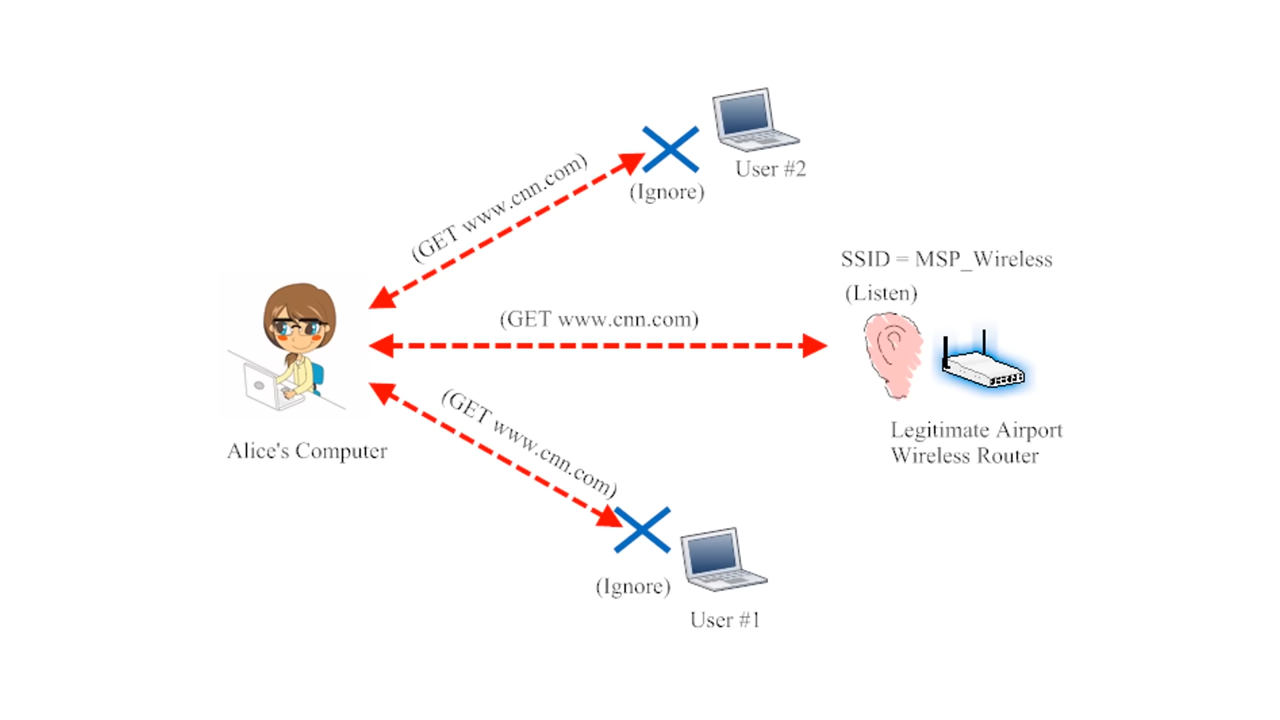 (GET www.cnn.com)
User #2
(Ignore)
SSID = MSP_Wireless
(Listen)
(GET www.cnn.com)
Alice's Computer
Legitimate Airport
Wireless Router
(GET www.cnn.com)
(Ignore)
User #1